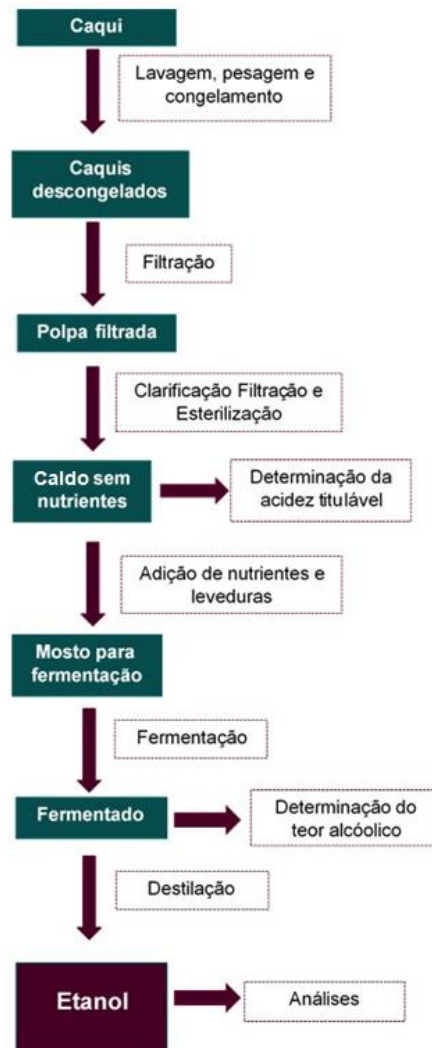 Caqui
Lavagem, pesagem e
congelamento
Caquis
descongelados
Filtração
Polpa filtrada
Clarificação Filtração e
Esterilização
Caldo sem
nutrientes
Determinação da
acidez titulável
Adição de nutrientes e
leveduras
Mosto para
fermentação
Fermentação
Fermentado
Determinação do
teor alcóolico
Destilação
Etanol
Análises